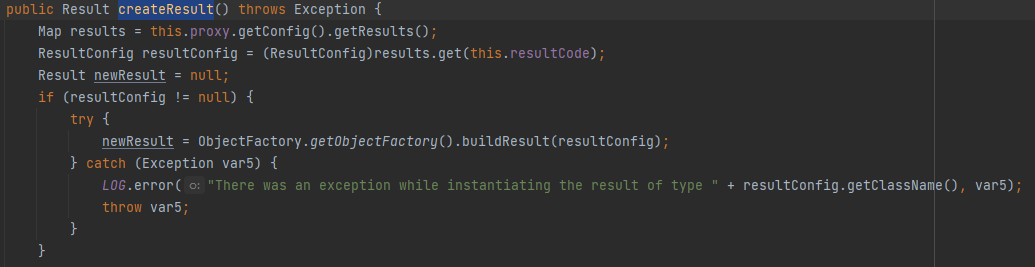 public Result createResult() throws Exception {
    Map results = this.proxy.getConfig().getResults();
    ResultConfig resultConfig = (ResultConfig)results.get(this.resultCode);
    Result newResult = null;
    if (resultConfig != null) {
        try {
            newResult = ObjectFactory.getObjectFactory().buildResult(resultConfig);
        } catch (Exception var5) {
            LOG.error( o: "There was an exception while instantiating the result of type " + resultConfig.getClassName(), var5);
            throw var5;
        }
    }